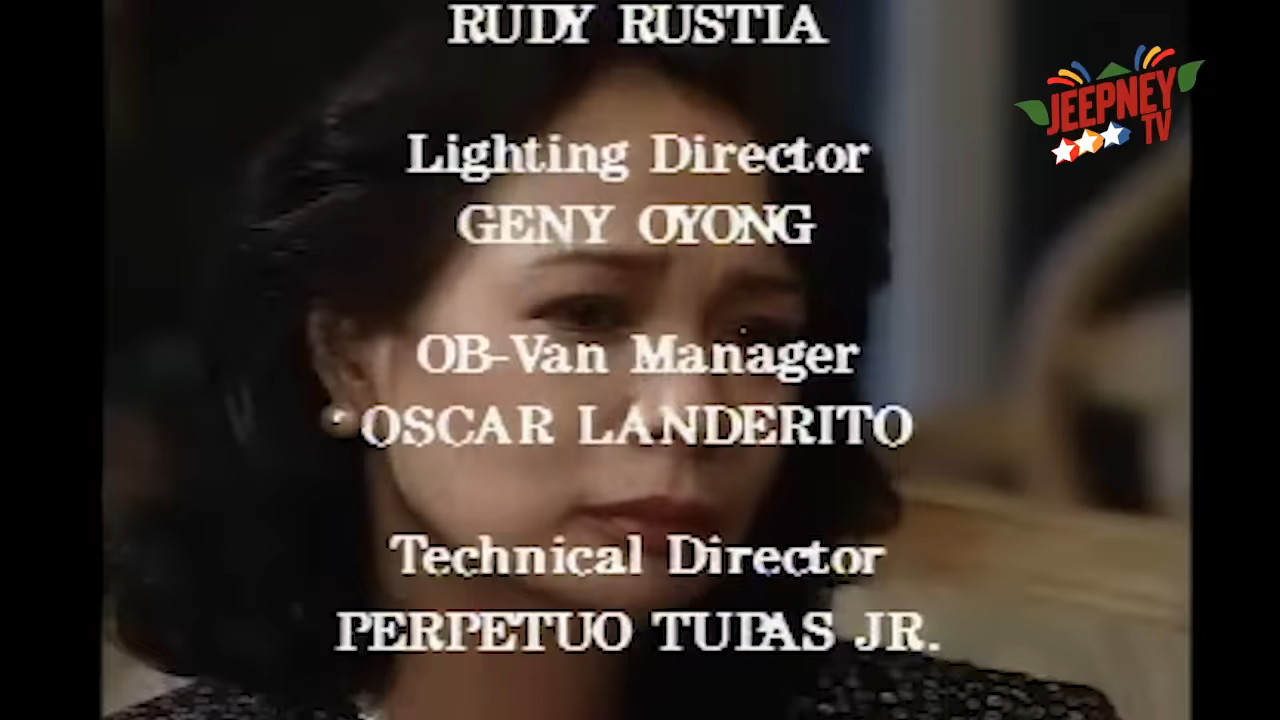 RUDY RUSTIA
JEEPNEY
TV
Lighting Director
GENY OYONG
OB-Van Manager
OSCAR LANDERITO
Technical Director
PERPETUO TUPAS JR.